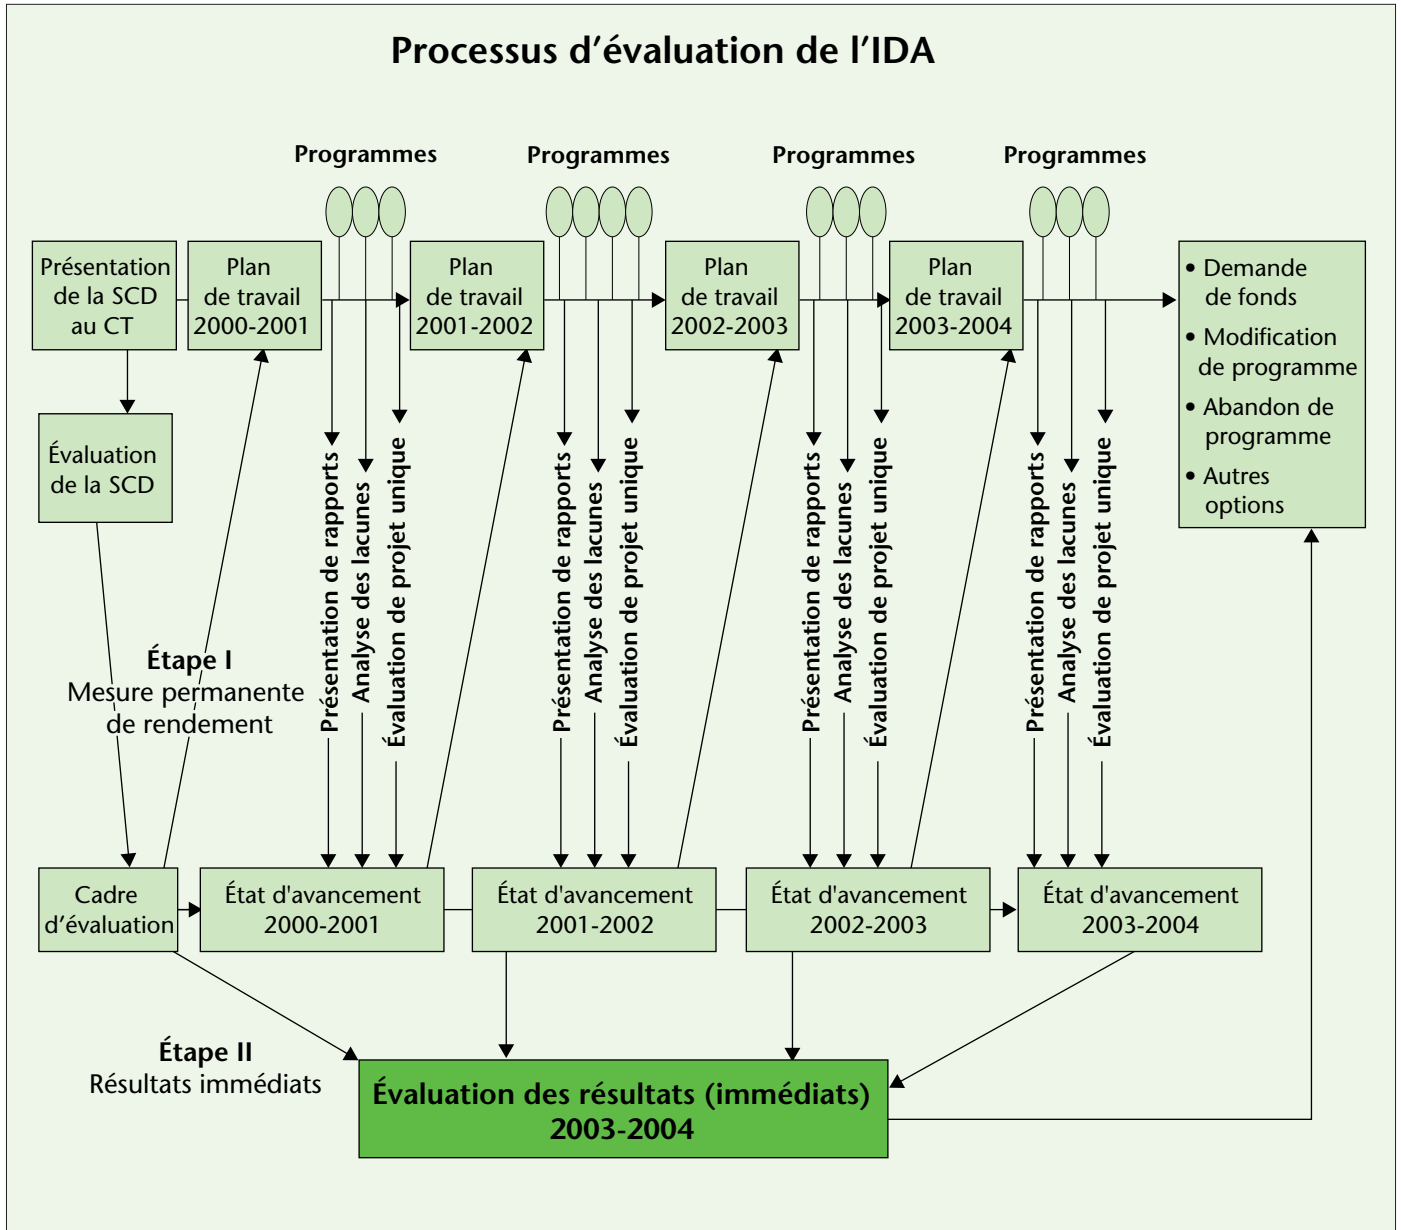 Processus d’évaluation de l’IDA
Programmes
Programmes
Programmes
Programmes
Présentation
de la SCD
au CT
Plan
de travail
2000-2001
Plan
de travail
2001-2002
Plan
de travail
2002-2003
Plan
de travail
2003-2004
• Demande
de fonds
• Modification
de programme
• Abandon de
programme
• Autres
options
Évaluation
de la SCD
Présentation de rapports
Analyse des lacunes
Évaluation de projet unique
Présentation de rapports
Analyse des lacunes
Évaluation de projet unique
Présentation de rapports
Analyse des lacunes
Évaluation de projet unique
Présentation de rapports
Analyse des lacunes
Évaluation de projet unique
Étape I
Mesure permanente
de rendement
Cadre
d’évaluation
État d'avancement
2000-2001
État d'avancement
2001-2002
État d'avancement
2002-2003
État d'avancement
2003-2004
Étape II
Résultats immédiats
Évaluation des résultats (immédiats)
2003-2004